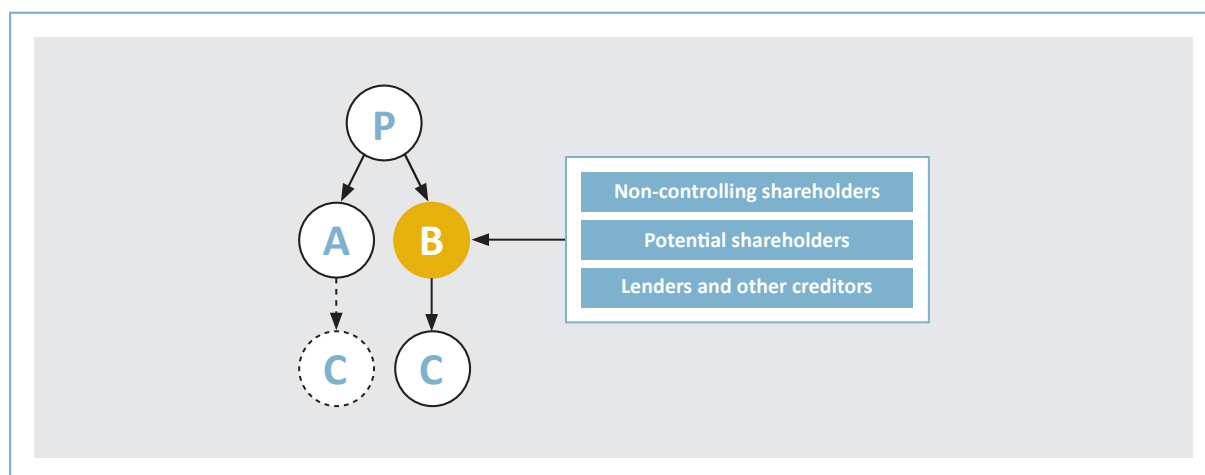 P
A
B
Non-controlling shareholders
Potential shareholders
Lenders and other creditors
C
C